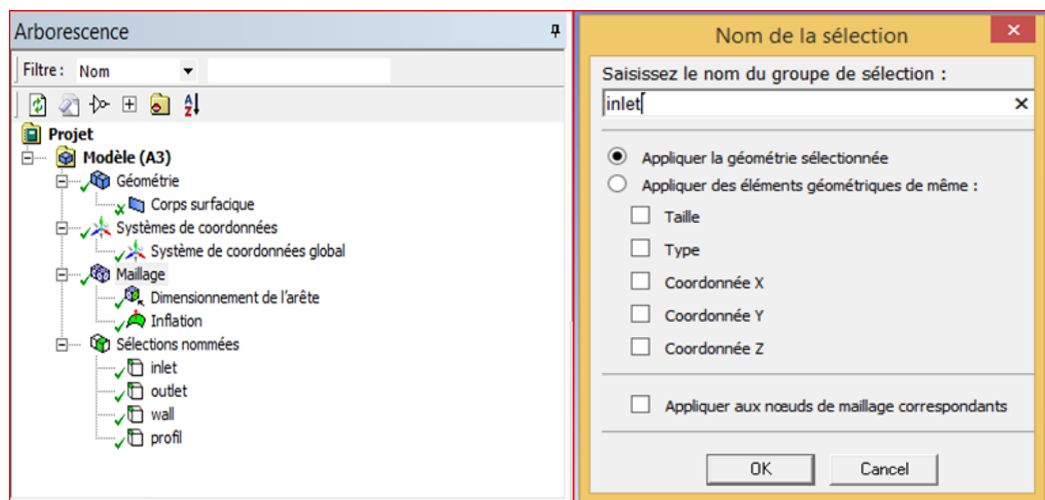 Arborescence
Filtre : Nom
Projet
Modèle (A3)
Géométrie
Corps surfacique
Systèmes de coordonnées
Système de coordonnées global
Maillage
Dimensionnement de l'arête
Inflation
Sélections nommées
inlet
outlet
wall
profil
Nom de la sélection
Saisissez le nom du groupe de sélection :
inlet
Appliquer la géométrie sélectionnée
Appliquer des éléments géométriques de même :
Taille
Type
Coordonnée X
Coordonnée Y
Coordonnée Z
Appliquer aux nœuds de maillage correspondants
OK Cancel